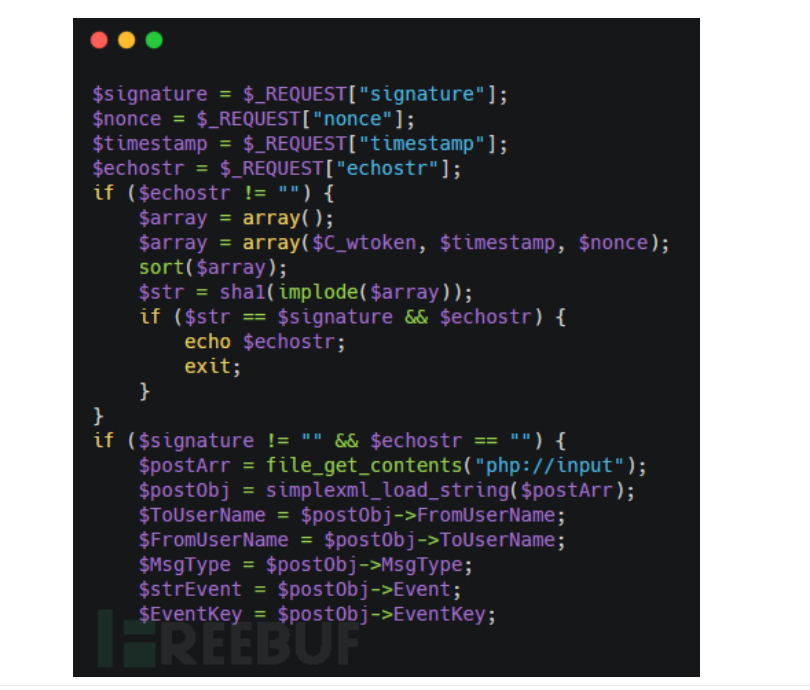 $signature = $_REQUEST["signature"];
$nonce = $_REQUEST["nonce"];
$timestamp = $_REQUEST["timestamp"];
$echostr = $_REQUEST["echostr"];
if ($echostr != "") {
    $array = array();
    $array = array($C_wtoken, $timestamp, $nonce);
    sort($array);
    $str = sha1(implode($array));
    if ($str == $signature && $echostr) {
        echo $echostr;
        exit;
    }
}
if ($signature != "" && $echostr == "") {
    $postArr = file_get_contents("php://input");
    $postObj = simplexml_load_string($postArr);
    $ToUserName = $postObj->FromUserName;
    $FromUserName = $postObj->ToUserName;
    $MsgType = $postObj->MsgType;
    $strEvent = $postObj->Event;
    $EventKey = $postObj->EventKey;
FREEBUF